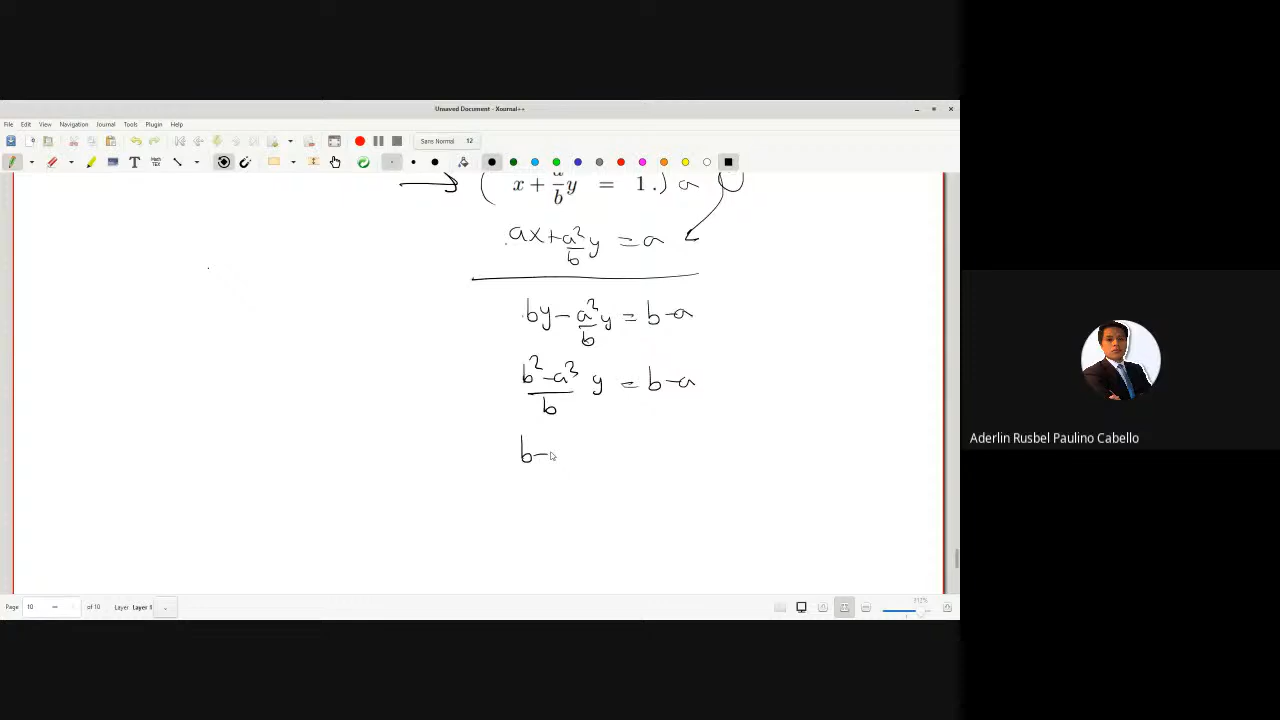 Unsaved Document - Xournal++
File Edit View Navigation Journal Tools Plugin Help
Sans Normal 12
x + a/b y = 1.) a
ax + a²/b y = a
by - a²/b y = b - a
b² - a²/b y = b - a
b -
Aderlin Rusbel Paulino Cabello
Page 10 of 10 Layer Layer 312%